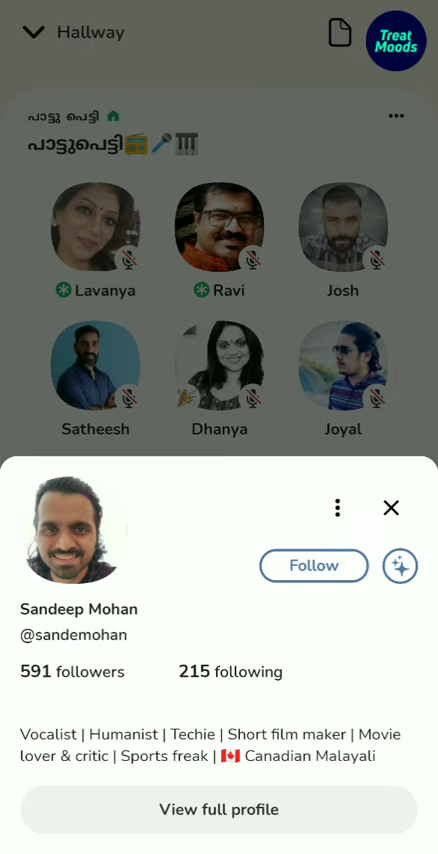 Hallway
Treat
Moods
പാട്ടു പെട്ടി
പാട്ടുപെട്ടി📻🎤🎹
Lavanya
Ravi
Josh
Satheesh
Dhanya
Joyal
Follow
Sandeep Mohan
@sandemohan
591 followers
215 following
Vocalist | Humanist | Techie | Short film maker | Movie
lover & critic | Sports freak | 🇨🇦 Canadian Malayali
View full profile